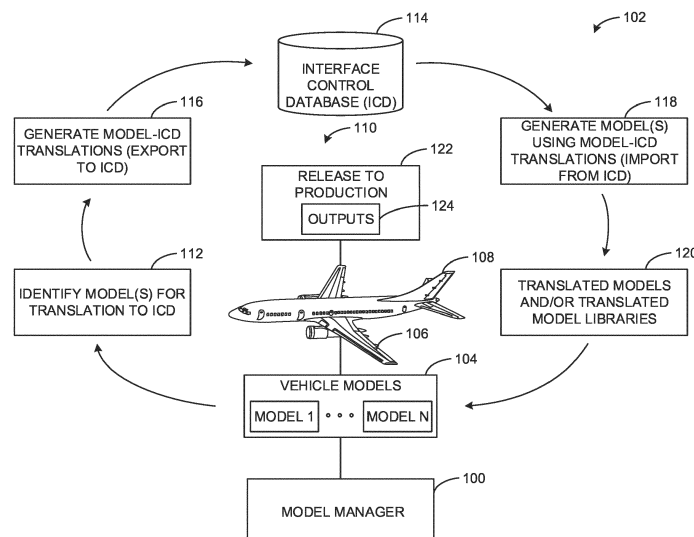 114
102
INTERFACE
CONTROL
DATABASE (ICD)
116
GENERATE MODEL-ICD
TRANSLATIONS (EXPORT
TO ICD)
110
118
GENERATE MODEL(S)
USING MODEL-ICD
TRANSLATIONS (IMPORT
FROM ICD)
122
RELEASE TO
PRODUCTION
124
OUTPUTS
112
IDENTIFY MODEL(S) FOR
TRANSLATION TO ICD
108
106
120
TRANSLATED MODELS
AND/OR TRANSLATED
MODEL LIBRARIES
104
VEHICLE MODELS
MODEL 1 • • • MODEL N
100
MODEL MANAGER